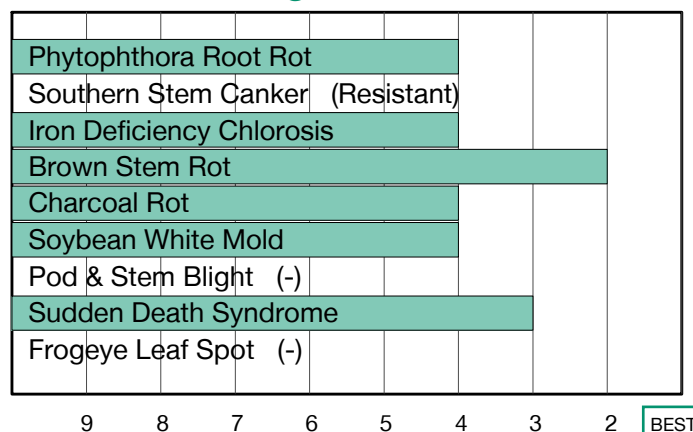 Phytophthora Root Rot
Southern Stem Canker (Resistant)
Iron Deficiency Chlorosis
Brown Stem Rot
Charcoal Rot
Soybean White Mold
Pod & Stem Blight (-)
Sudden Death Syndrome
Frogeye Leaf Spot (-)
9 8 7 6 5 4 3 2 BEST